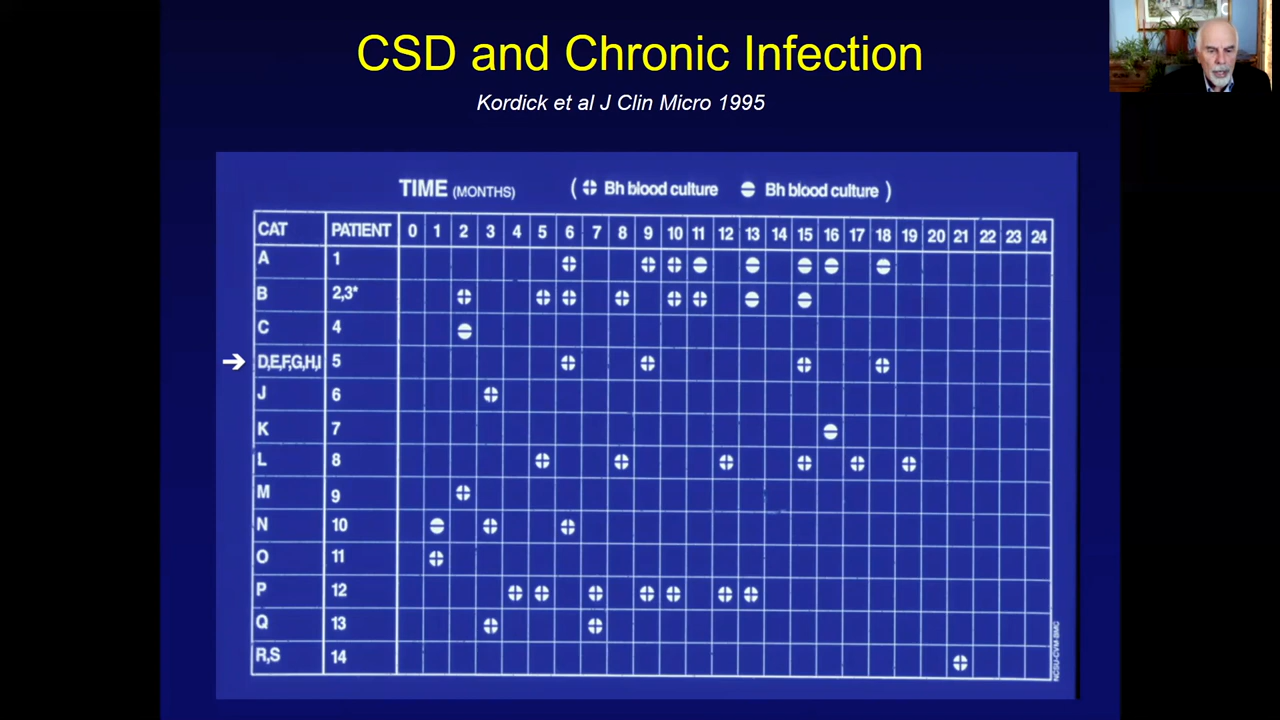 CSD and Chronic Infection
Kordick et al J Clin Micro 1995
TIME (MONTHS) ( Bh blood culture Bh blood culture )
CAT PATIENT 0 1 2 3 4 5 6 7 8 9 10 11 12 13 14 15 16 17 18 19 20 21 22 23 24
A 1
B 2,3*
C 4
D,E,F,G,H,I 5
J 6
K 7
L 8
M 9
N 10
O 11
P 12
Q 13
R,S 14
NCSU-CVM-BMC